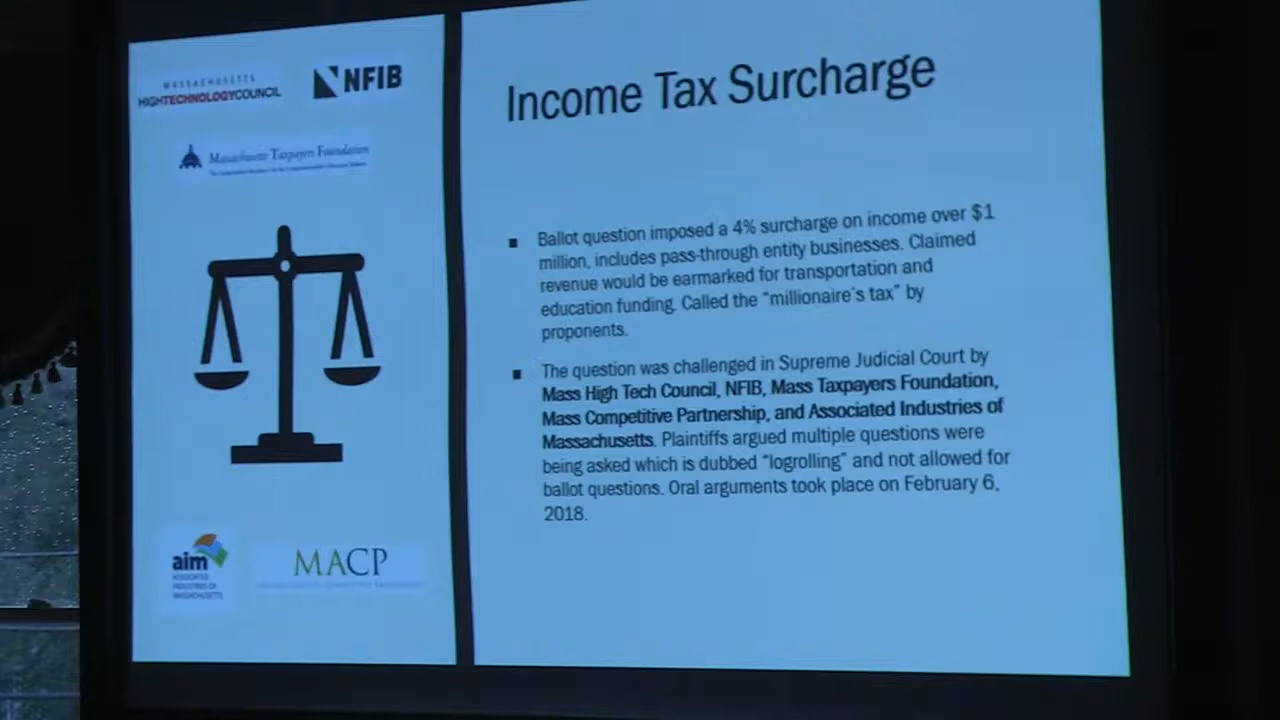 MASSACHUSETTS
HIGHTECHNOLOGYCOUNCIL
NFIB
Massachusetts Taxpayers Foundation
Income Tax Surcharge
Ballot question imposed a 4% surcharge on income over $1
million, includes pass-through entity businesses. Claimed
revenue would be earmarked for transportation and
education funding. Called the “millionaire’s tax” by
proponents.
The question was challenged in Supreme Judicial Court by
Mass High Tech Council, NFIB, Mass Taxpayers Foundation,
Mass Competitive Partnership, and Associated Industries of
Massachusetts. Plaintiffs argued multiple questions were
being asked which is dubbed “logrolling” and not allowed for
ballot questions. Oral arguments took place on February 6,
2018.
aim
ASSOCIATED
INDUSTRIES OF
MASSACHUSETTS
MACP